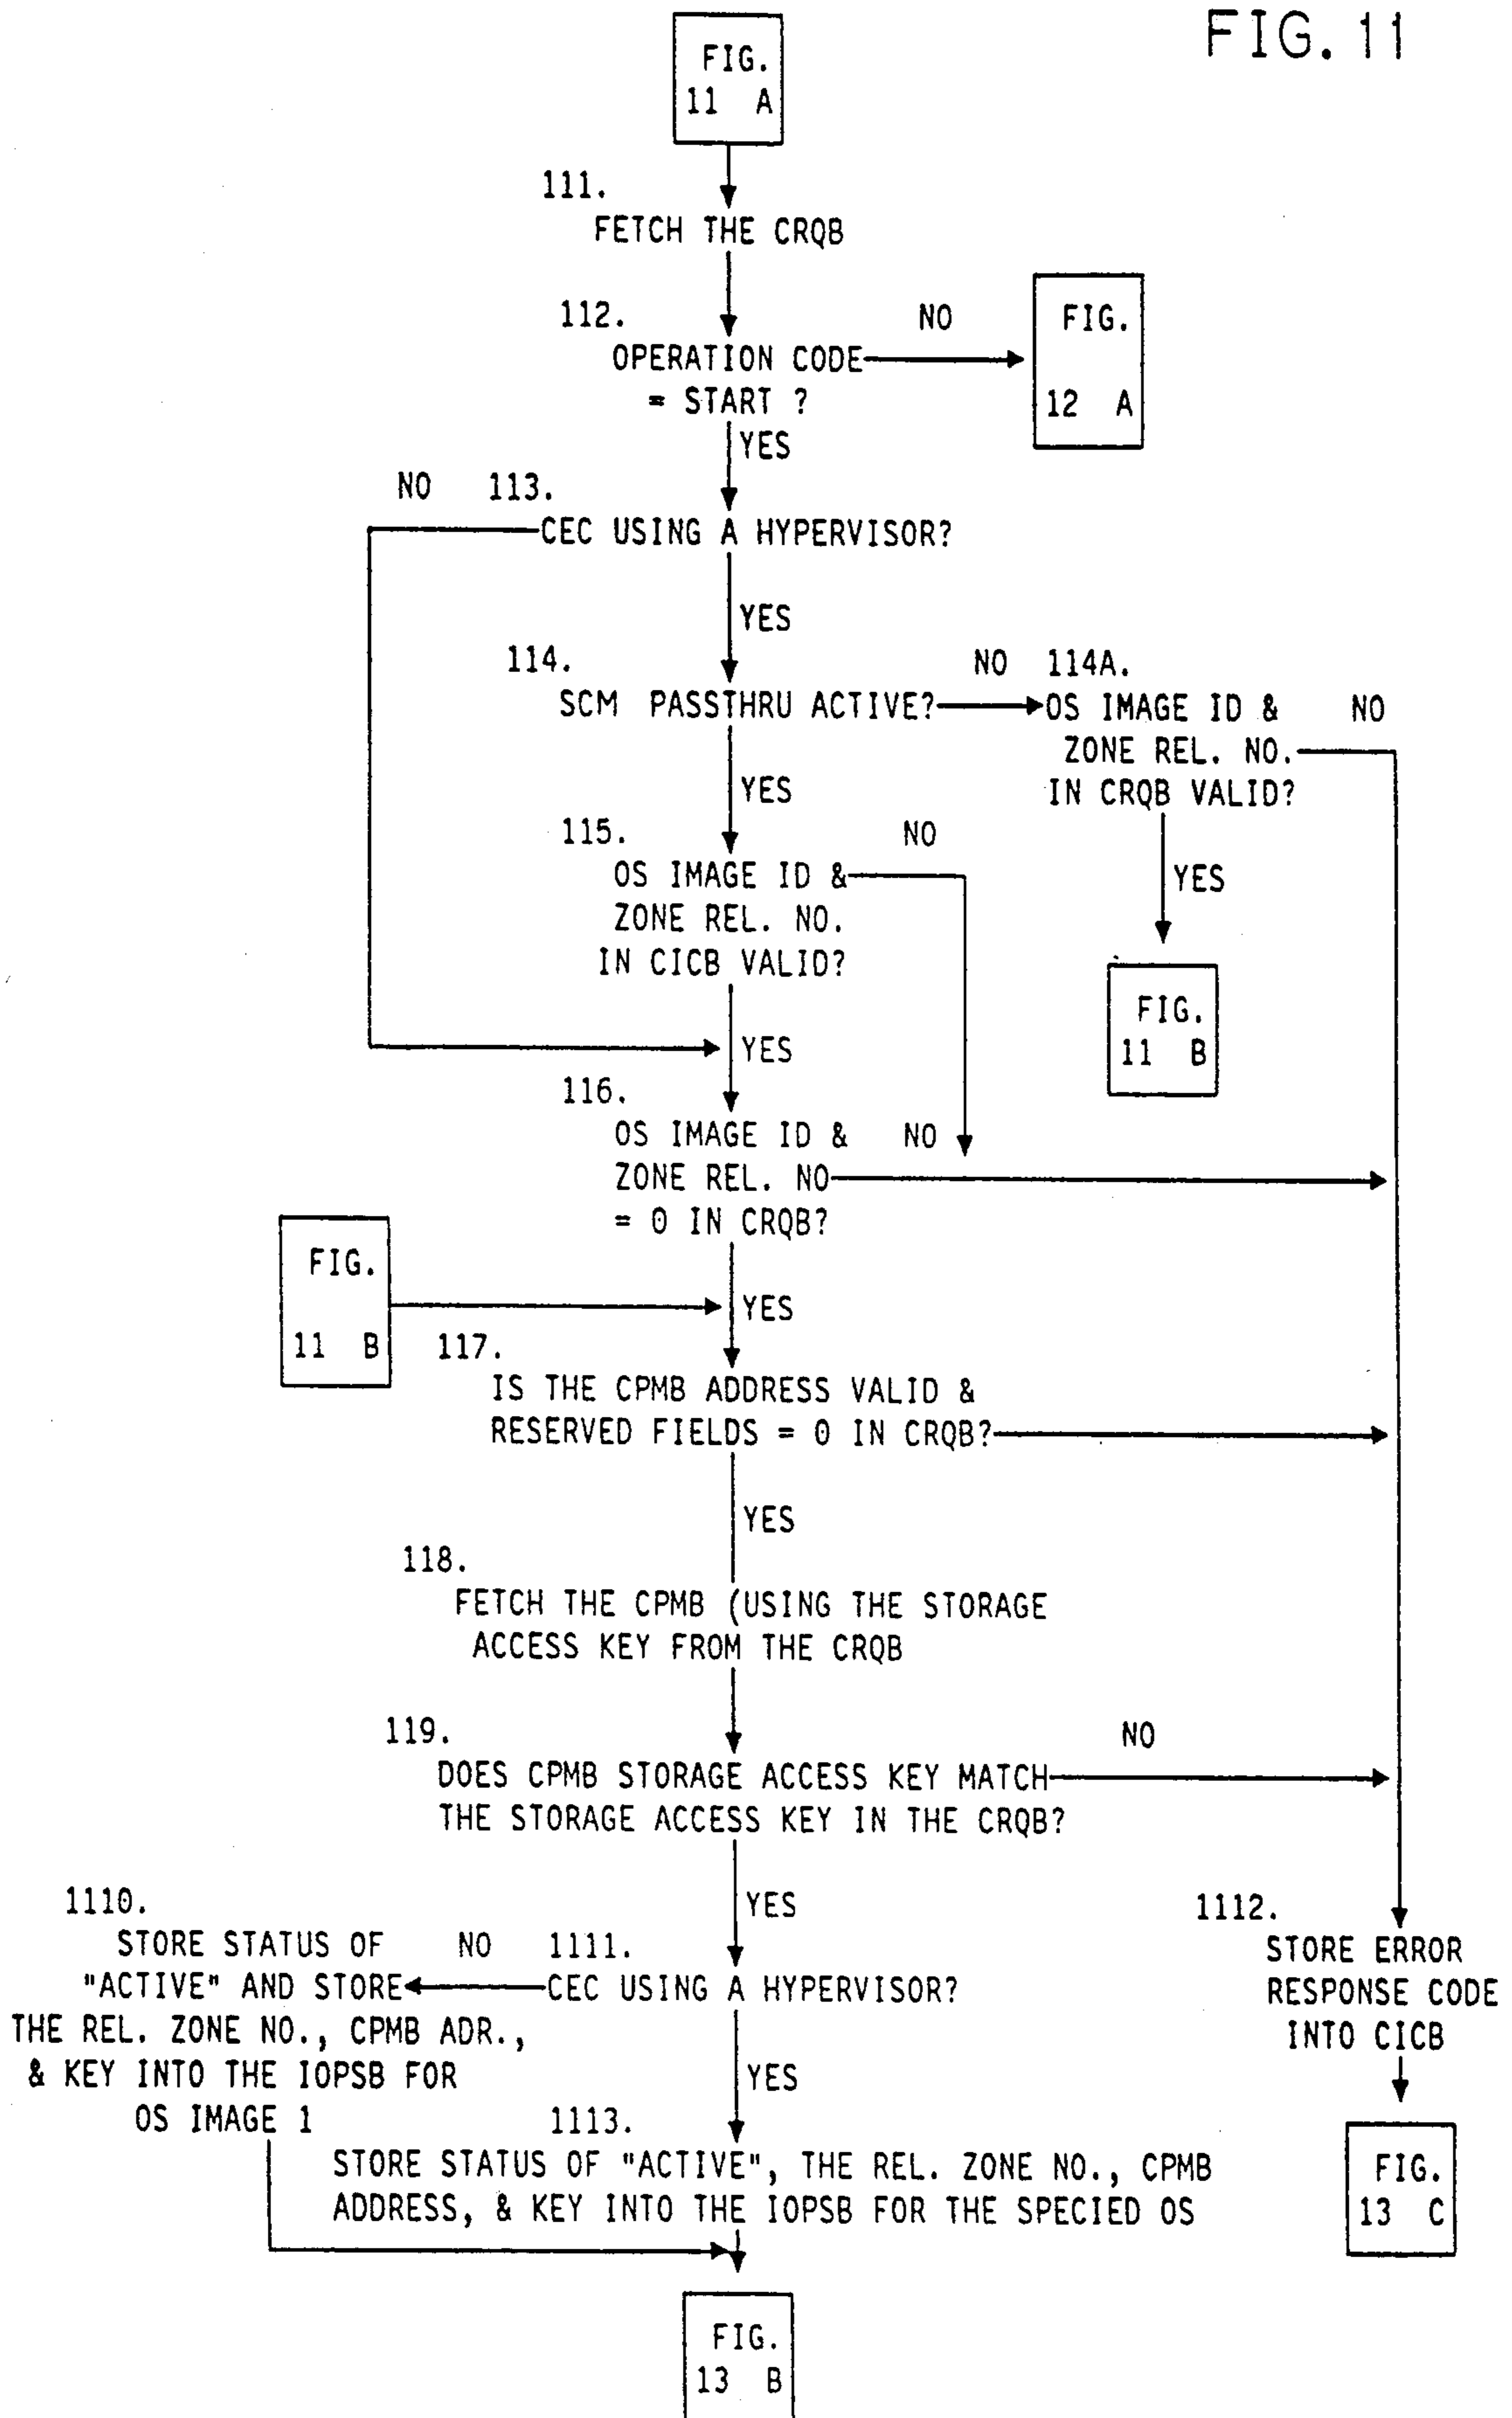 FIG. 11
FIG.
11 A
111.
FETCH THE CRQB
112.
NO
OPERATION CODE
= START ?
FIG.
12 A
YES
NO
113.
CEC USING A HYPERVISOR?
YES
114.
SCM PASSTHRU ACTIVE?
NO
114A.
OS IMAGE ID &
ZONE REL. NO.
IN CRQB VALID?
NO
YES
YES
115.
NO
OS IMAGE ID &
ZONE REL. NO.
IN CICB VALID?
FIG.
11 B
YES
116.
OS IMAGE ID &
NO
ZONE REL. NO
= 0 IN CRQB?
FIG.
11 B
YES
117.
IS THE CPMB ADDRESS VALID &
RESERVED FIELDS = 0 IN CRQB?
YES
118.
FETCH THE CPMB (USING THE STORAGE
ACCESS KEY FROM THE CRQB
119.
NO
DOES CPMB STORAGE ACCESS KEY MATCH
THE STORAGE ACCESS KEY IN THE CRQB?
YES
1110.
STORE STATUS OF
"ACTIVE" AND STORE
THE REL. ZONE NO., CPMB ADR.,
& KEY INTO THE IOPSB FOR
OS IMAGE 1
NO
1111.
CEC USING A HYPERVISOR?
YES
1112.
STORE ERROR
RESPONSE CODE
INTO CICB
1113.
STORE STATUS OF "ACTIVE", THE REL. ZONE NO., CPMB
ADDRESS, & KEY INTO THE IOPSB FOR THE SPECIED OS
FIG.
13 C
FIG.
13 B